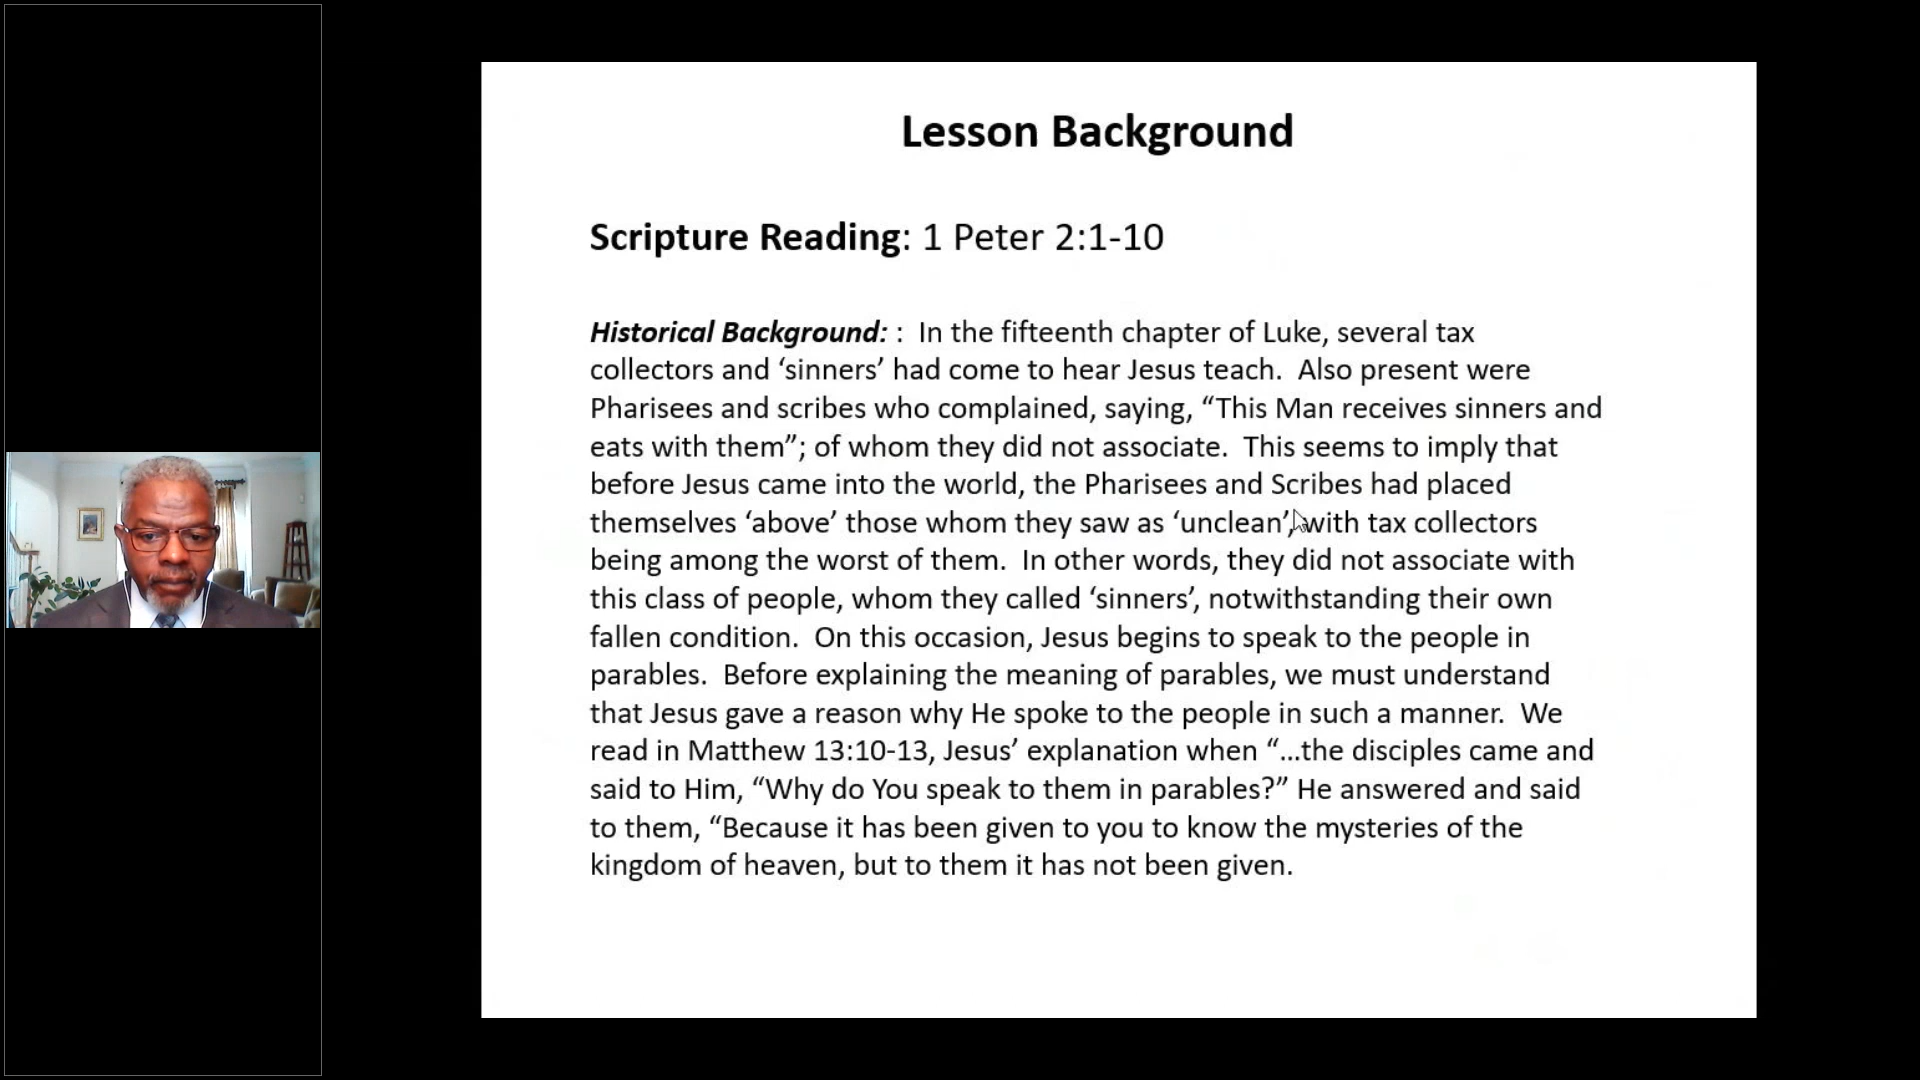 Lesson Background
Scripture Reading: 1 Peter 2:1-10
Historical Background: :  In the fifteenth chapter of Luke, several tax
collectors and ‘sinners’ had come to hear Jesus teach.  Also present were
Pharisees and scribes who complained, saying, “This Man receives sinners and
eats with them”; of whom they did not associate.  This seems to imply that
before Jesus came into the world, the Pharisees and Scribes had placed
themselves ‘above’ those whom they saw as ‘unclean’, with tax collectors
being among the worst of them.  In other words, they did not associate with
this class of people, whom they called ‘sinners’, notwithstanding their own
fallen condition.  On this occasion, Jesus begins to speak to the people in
parables.  Before explaining the meaning of parables, we must understand
that Jesus gave a reason why He spoke to the people in such a manner.  We
read in Matthew 13:10-13, Jesus’ explanation when “…the disciples came and
said to Him, “Why do You speak to them in parables?” He answered and said
to them, “Because it has been given to you to know the mysteries of the
kingdom of heaven, but to them it has not been given.